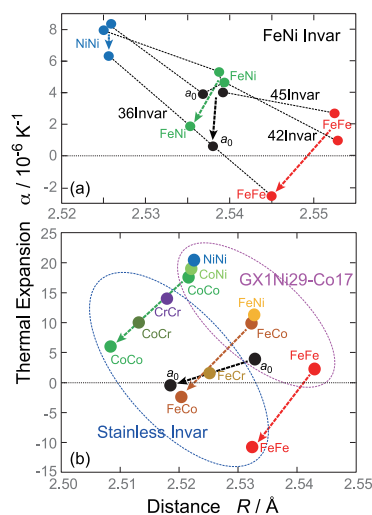 Thermal Expansion α / 10⁻⁶ K⁻¹
8
6
4
2
0
-2
FeNi Invar
NiNi
FeNi
a₀
45Invar
36Invar
42Invar
FeNi
a₀
FeFe
FeFe
(a)
2.52 2.53 2.54 2.55
20
15
10
5
0
-5
-10
-15
NiNi
CoNi
CoCo
GX1Ni29-Co17
CrCr
FeNi
CoCr
FeCo
CoCo
FeFe
a₀
FeCr
a₀
FeCo
Stainless Invar
FeFe
(b)
2.50 2.51 2.52 2.53 2.54 2.55
Distance R / Å